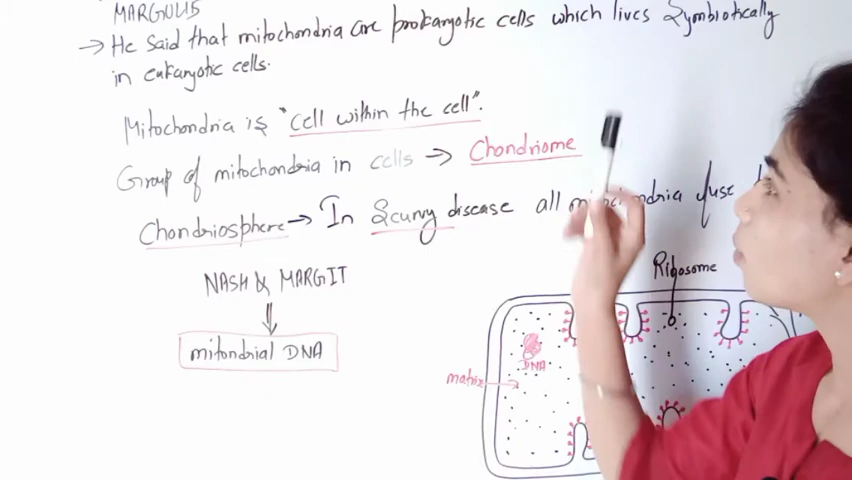 MARGULIS
→ He said that mitochondria are prokaryotic cells which lives symbiotically
in eukaryotic cells.
Mitochondria is "cell within the cell".
Group of mitochondria in cells → Chondriome
Chondriosphere → In Scurvy disease all mitochondria fuse
NASH & MARGIT
mitondrial DNA
Ribosome
DNA
matrix